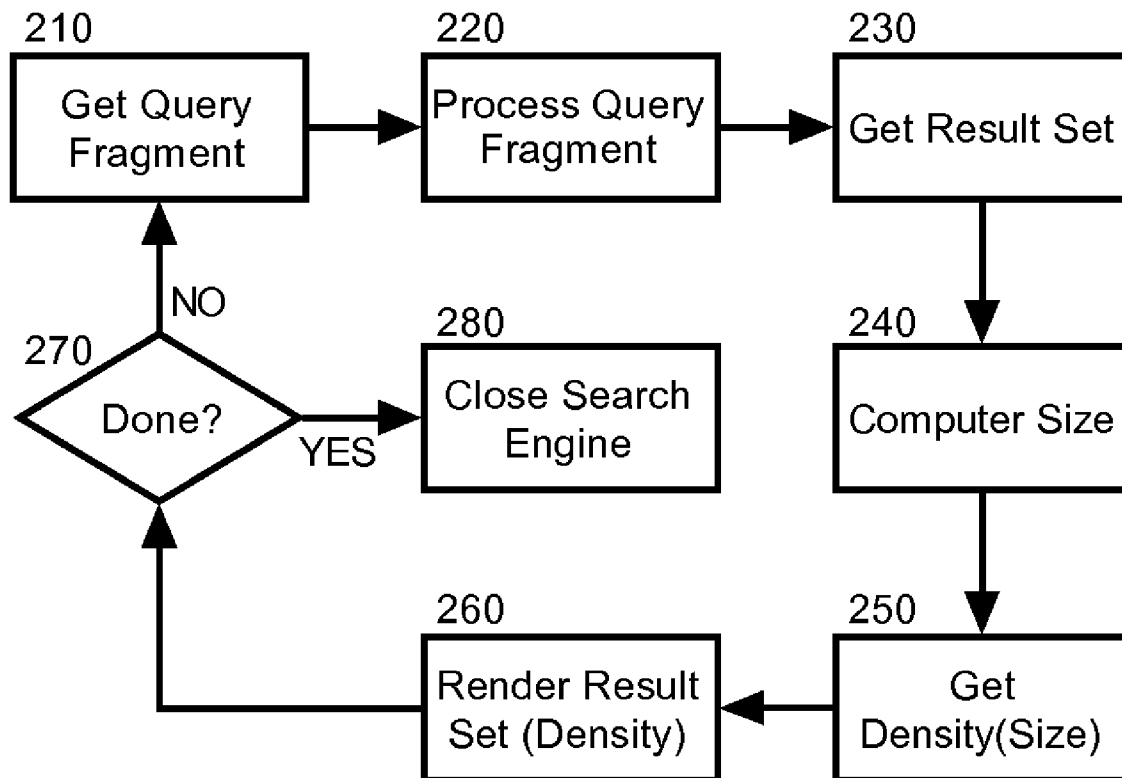 210
Get Query
Fragment
220
Process Query
Fragment
230
Get Result Set
NO
270
Done?
YES
280
Close Search
Engine
240
Computer Size
250
Get
Density(Size)
260
Render Result
Set (Density)